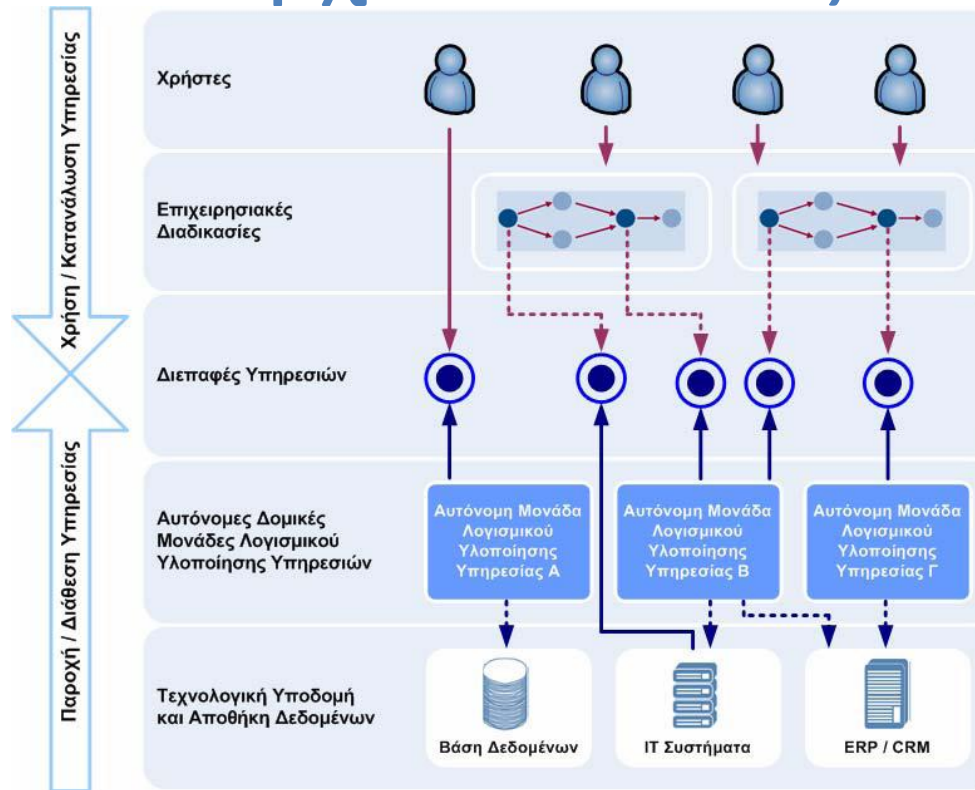 Χρήση / Κατανάλωση Υπηρεσίας
Χρήστες
Επιχειρησιακές
Διαδικασίες
Διεπαφές Υπηρεσιών
Παροχή / Διάθεση Υπηρεσίας
Αυτόνομες Δομικές
Μονάδες Λογισμικού
Υλοποίησης Υπηρεσιών
Αυτόνομη Μονάδα
Λογισμικού
Υλοποίησης
Υπηρεσίας Α
Αυτόνομη Μονάδα
Λογισμικού
Υλοποίησης
Υπηρεσίας Β
Αυτόνομη Μονάδα
Λογισμικού
Υλοποίησης
Υπηρεσίας Γ
Τεχνολογική Υποδομή
και Αποθήκη Δεδομένων
Βάση Δεδομένων
IT Συστήματα
ERP / CRM